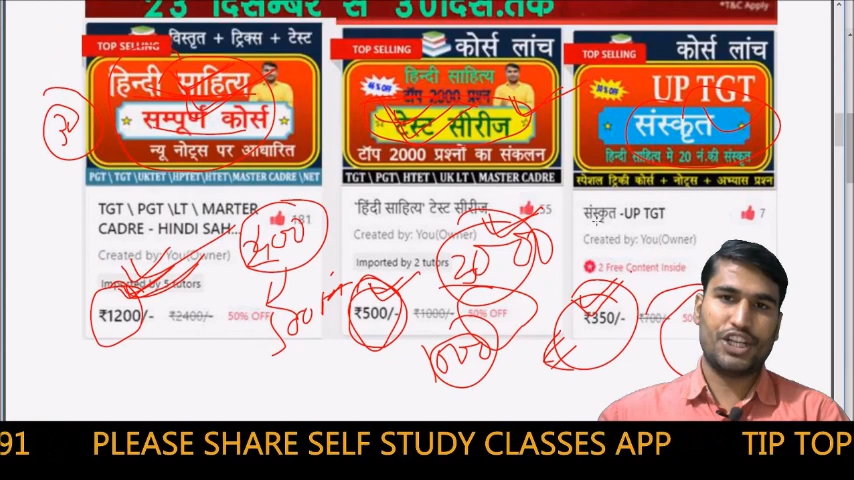 23 दिसम्बर से 30दिस.तक
*T&C Apply
TOP SELLING
विस्तृत + ट्रिक्स + टेस्ट
हिन्दी साहित्य
सम्पूर्ण कोर्स
न्यू नोट्स पर आधारित
PGT \ TGT \UKTET \HPTET\HTET\MASTER CADRE \NET
TGT \ PGT \LT \ MARTER
CADRE - HINDI SAH...
181
Created by: You(Owner)
Imported by 5 tutors
₹1200/- ₹2400/- 50% OFF
TOP SELLING
कोर्स लांच
हिन्दी साहित्य
टॉप 2000 प्रश्न
टेस्ट सीरीज
टॉप 2000 प्रश्नों का संकलन
TGT\ PGT\ HTET\ UK LT \ MASTER CADRE
'हिंदी साहित्य' टेस्ट सीरीज
55
Created by: You(Owner)
Imported by 2 tutors
₹500/- ₹1000/- 50% OFF
TOP SELLING
कोर्स लांच
UP TGT
संस्कृत
हिन्दी साहित्य में 20 नं.की संस्कृत
स्पेशल ट्रिकी कोर्स + नोट्स + अभ्यास प्रश्न
संस्कृत -UP TGT
7
Created by: You(Owner)
2 Free Content Inside
₹350/- ₹700/-
30
2400
1000
91 PLEASE SHARE SELF STUDY CLASSES APP TIP TOP